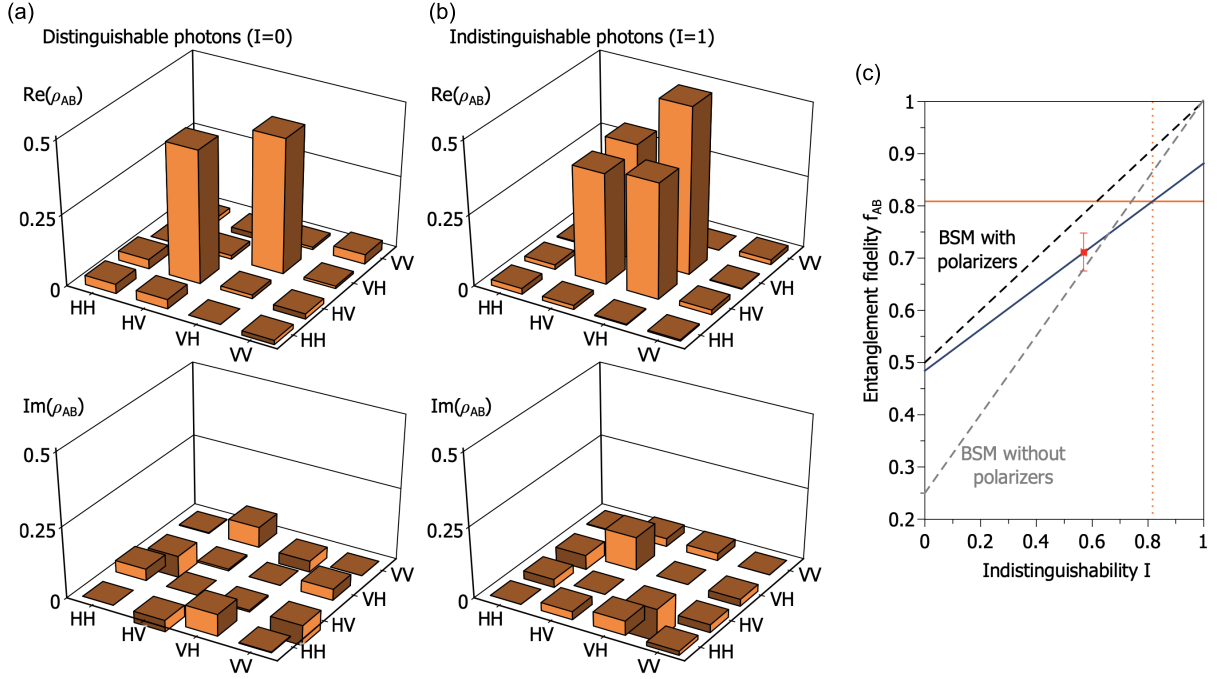 (a)
Distinguishable photons (I=0)
Re(ρAB)
0.5
0.25
0
HH
HV
VH
VV
HH
HV
VH
VV
Im(ρAB)
0.5
0.25
0
HH
HV
VH
VV
HH
HV
VH
VV
(b)
Indistinguishable photons (I=1)
Re(ρAB)
0.5
0.25
0
HH
HV
VH
VV
HH
HV
VH
VV
Im(ρAB)
0.5
0.25
0
HH
HV
VH
VV
HH
HV
VH
VV
(c)
Entanglement fidelity fAB
1
0.9
0.8
0.7
0.6
0.5
0.4
0.3
0.2
BSM with
polarizers
BSM without
polarizers
0
0.2
0.4
0.6
0.8
1
Indistinguishability I